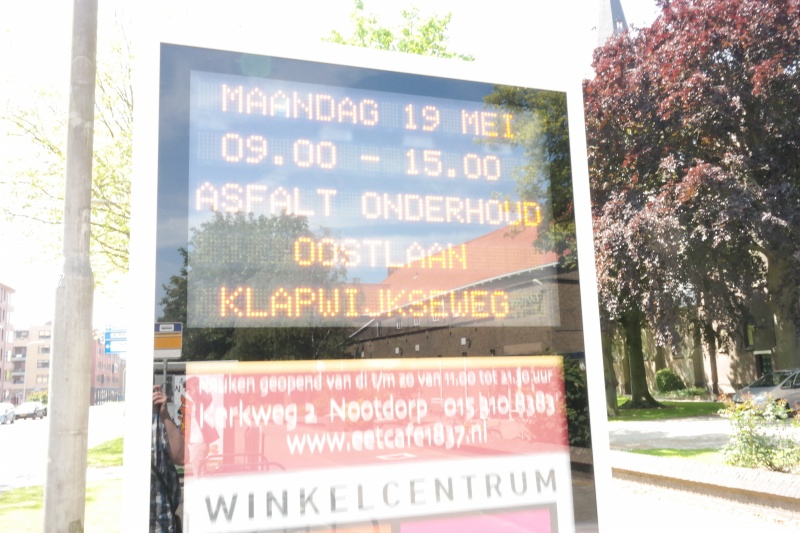 MAANDAG 19 MEI
09.00 - 15.00
ASFALT ONDERHOUD
OOSTLAAN
KLAPWIJKSEWEG
Keuken geopend van di t/m zo van 11.00 tot 21.30 uur
Kerkweg 2 Nootdorp 015 310 8383
www.eetcafe1837.nl
WINKELCENTRUM